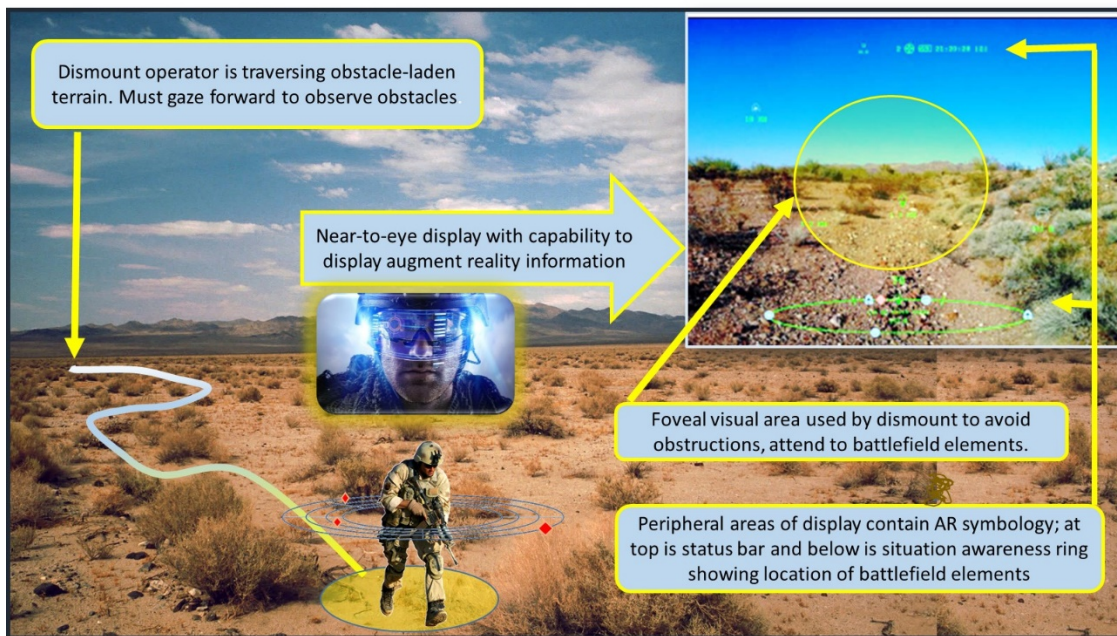 Dismount operator is traversing obstacle-laden
terrain. Must gaze forward to observe obstacles
Near-to-eye display with capability to
display augment reality information
Foveal visual area used by dismount to avoid
obstructions, attend to battlefield elements.
Peripheral areas of display contain AR symbology; at
top is status bar and below is situation awareness ring
showing location of battlefield elements